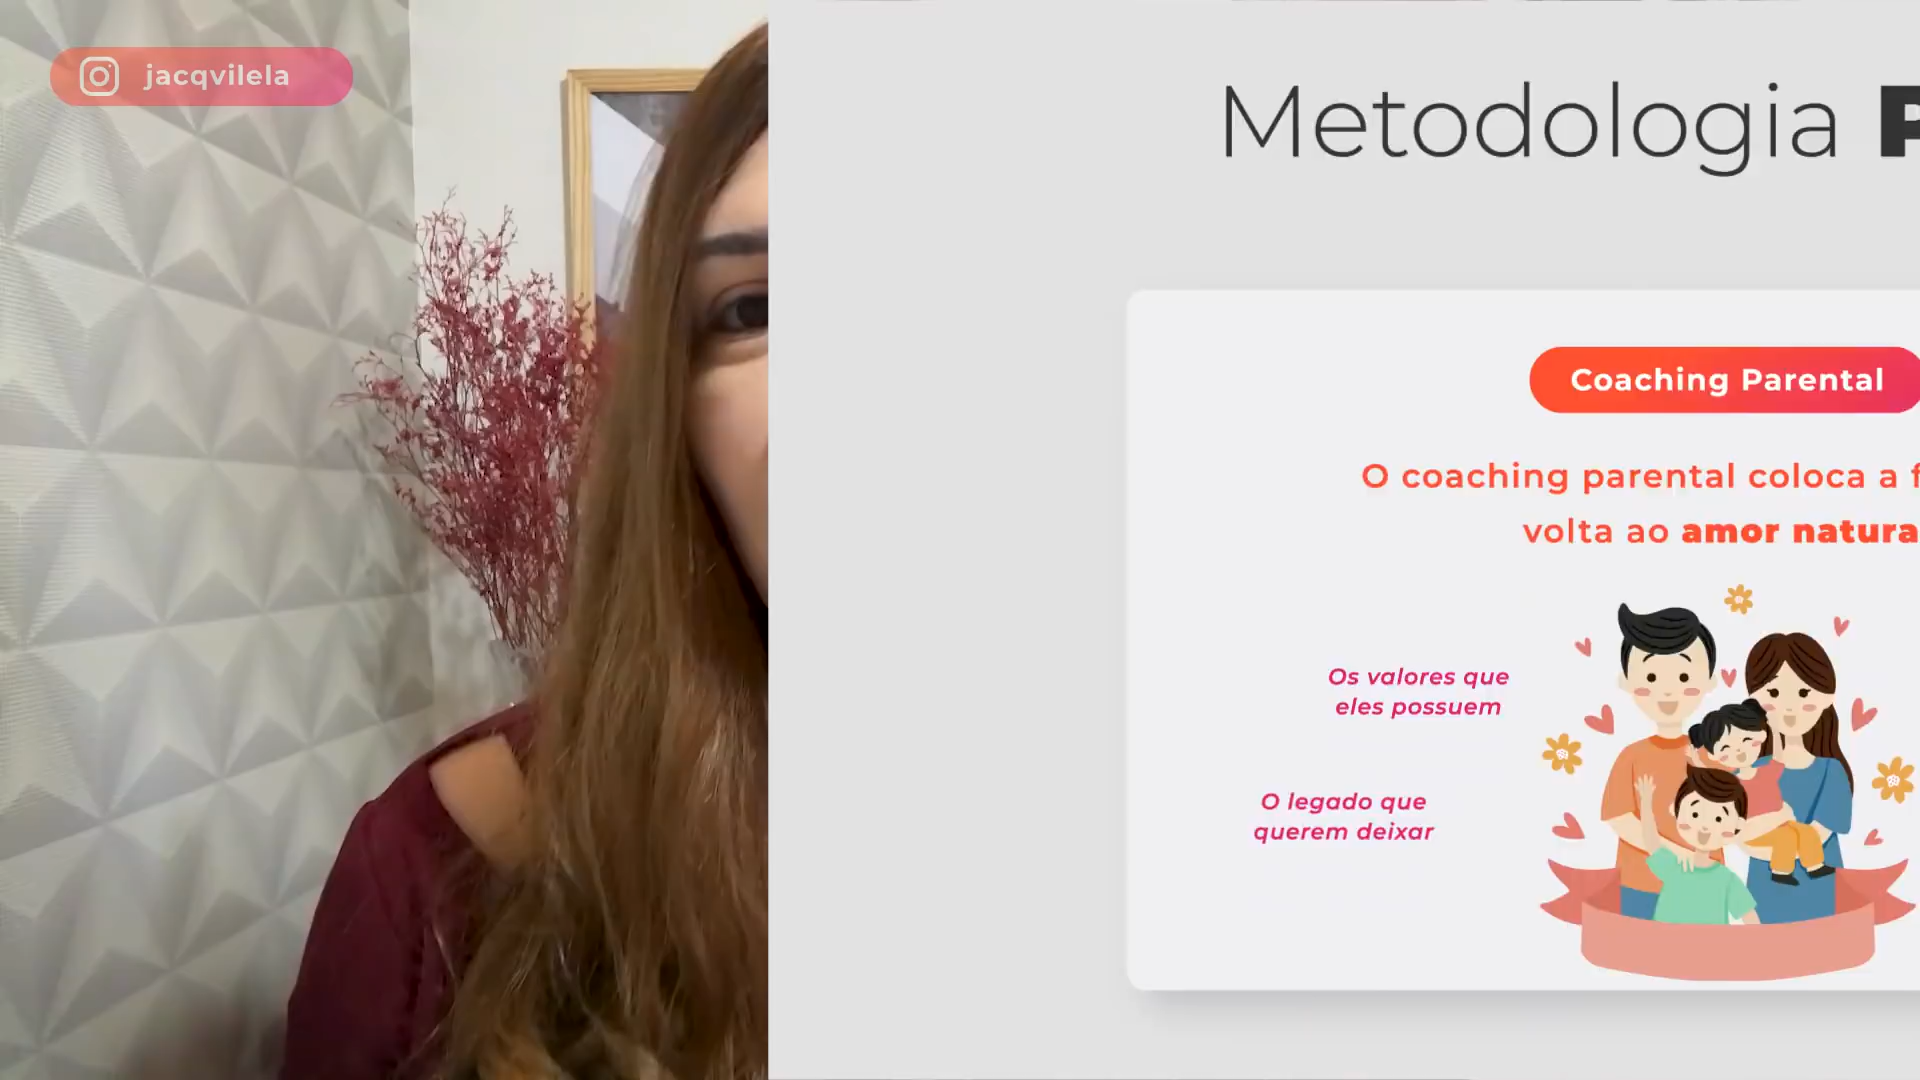 jacqvilela
Metodologia P
Coaching Parental
O coaching parental coloca a f
volta ao amor natura
Os valores que
eles possuem
O legado que
querem deixar